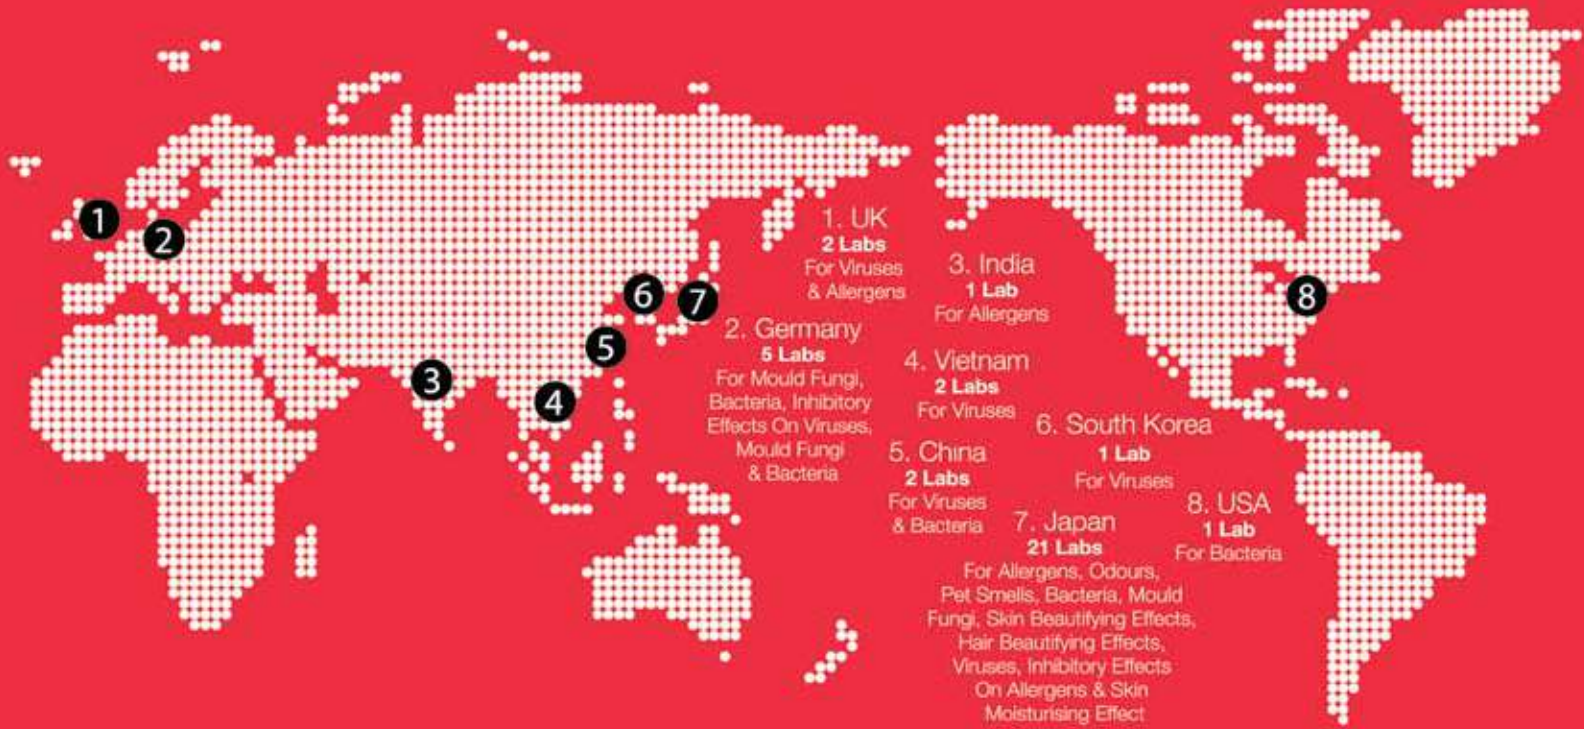 1
2
3
4
5
6
7
8
1. UK
2 Labs
For Viruses
& Allergens
2. Germany
5 Labs
For Mould Fungi,
Bacteria, Inhibitory
Effects On Viruses,
Mould Fungi
& Bacteria
3. India
1 Lab
For Allergens
4. Vietnam
2 Labs
For Viruses
5. China
2 Labs
For Viruses
& Bacteria
6. South Korea
1 Lab
For Viruses
7. Japan
21 Labs
For Allergens, Odours,
Pet Smells, Bacteria, Mould
Fungi, Skin Beautifying Effects,
Hair Beautifying Effects,
Viruses, Inhibitory Effects
On Allergens & Skin
Moisturising Effect
8. USA
1 Lab
For Bacteria